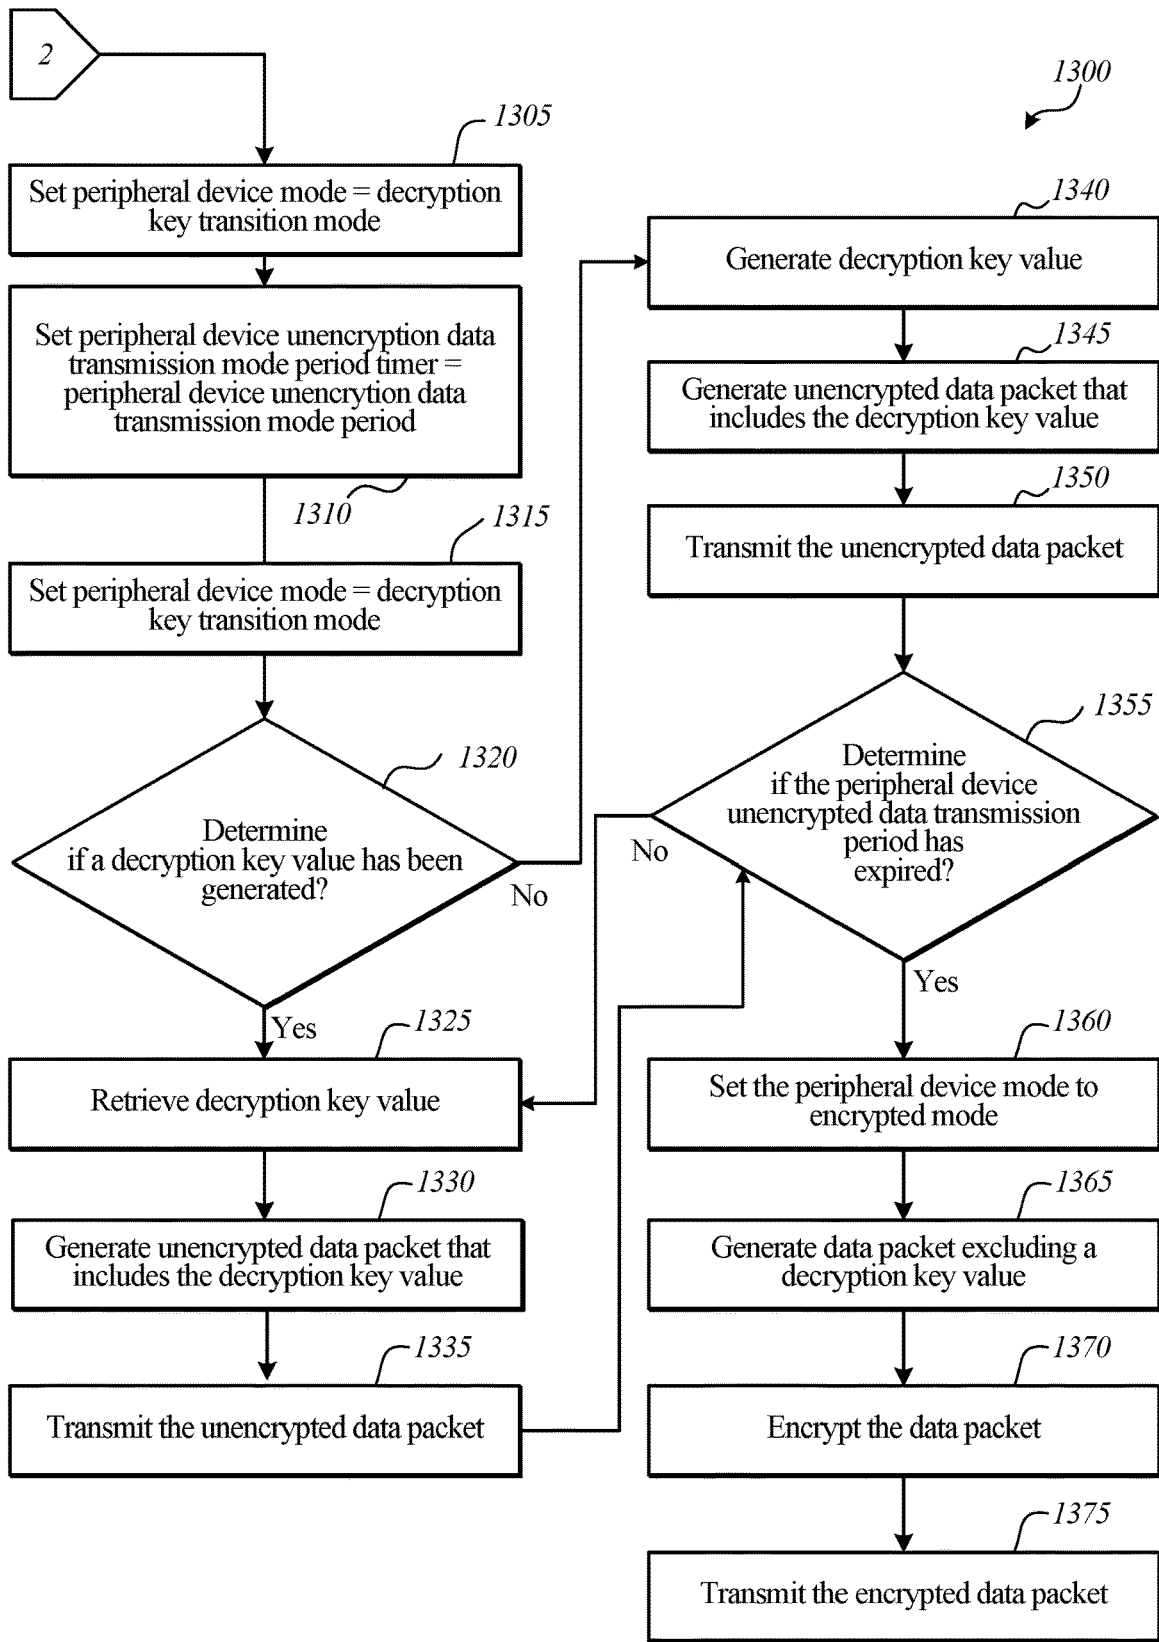 2
1300
1305
Set peripheral device mode = decryption
key transition mode
Set peripheral device unencryption data
transmission mode period timer =
peripheral device unencrytion data
transmission mode period
1310
1315
Set peripheral device mode = decryption
key transition mode
1320
Determine
if a decryption key value has been
generated?
No
Yes
1325
Retrieve decryption key value
1330
Generate unencrypted data packet that
includes the decryption key value
1335
Transmit the unencrypted data packet
1340
Generate decryption key value
1345
Generate unencrypted data packet that
includes the decryption key value
1350
Transmit the unencrypted data packet
1355
Determine
if the peripheral device
unencrypted data transmission
period has
expired?
No
Yes
1360
Set the peripheral device mode to
encrypted mode
1365
Generate data packet excluding a
decryption key value
1370
Encrypt the data packet
1375
Transmit the encrypted data packet